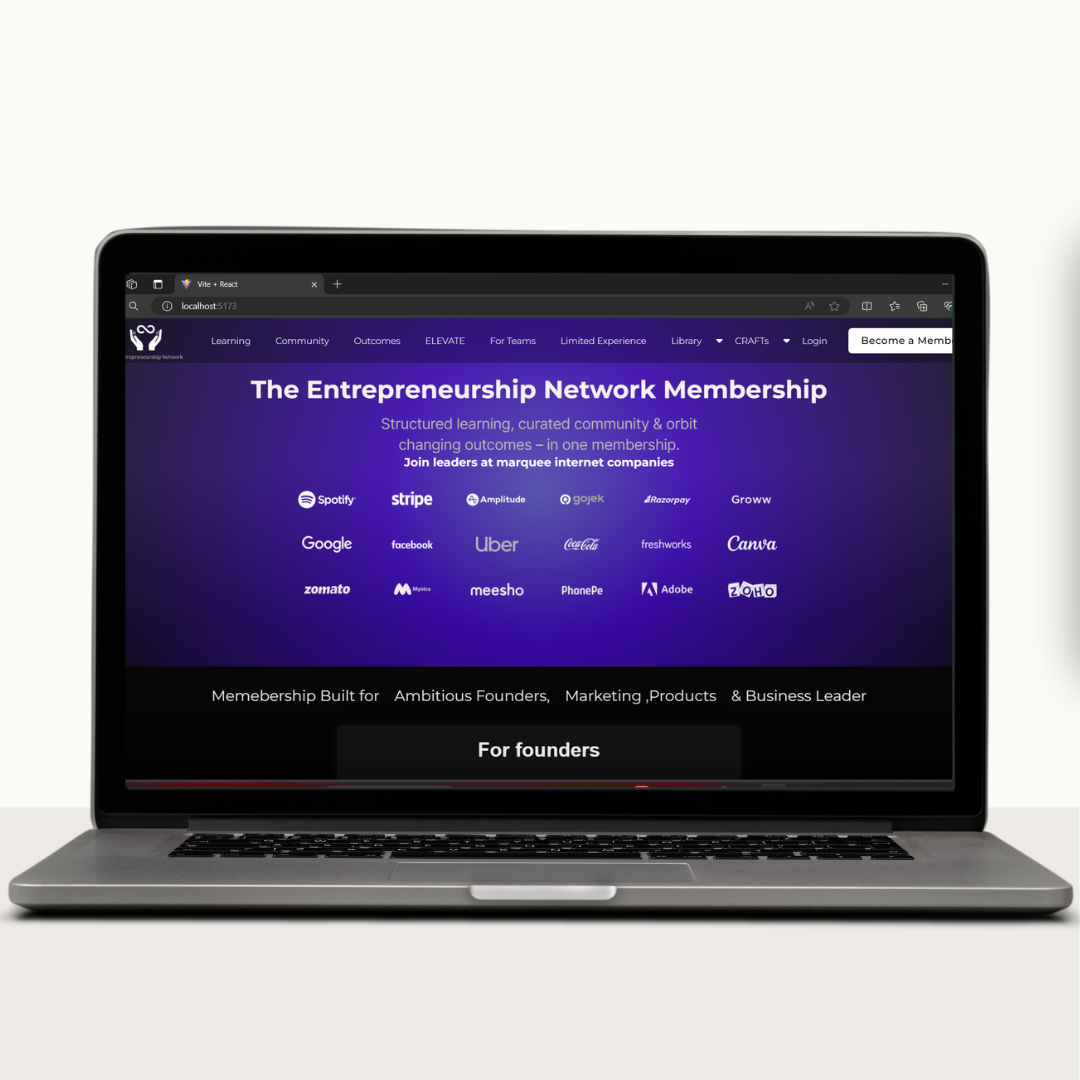 Vite + React
localhost:5173
Learning Community Outcomes ELEVATE For Teams Limited Experience Library CRAFTs Login Become a Memb
repreneurship Network
The Entrepreneurship Network Membership
Structured learning, curated community & orbit
changing outcomes – in one membership.
Join leaders at marquee internet companies
Spotify stripe Amplitude gojek Razorpay Groww
Google facebook Uber Coca-Cola freshworks Canva
zomato Myntra meesho PhonePe Adobe ZOHO
Memebership Built for Ambitious Founders, Marketing ,Products & Business Leader
For founders